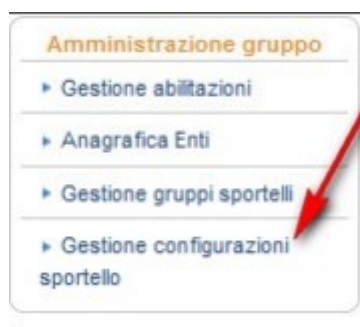 Amministrazione gruppo
Gestione abilitazioni
Anagrafica Enti
Gestione gruppi sportelli
Gestione configurazioni
sportello